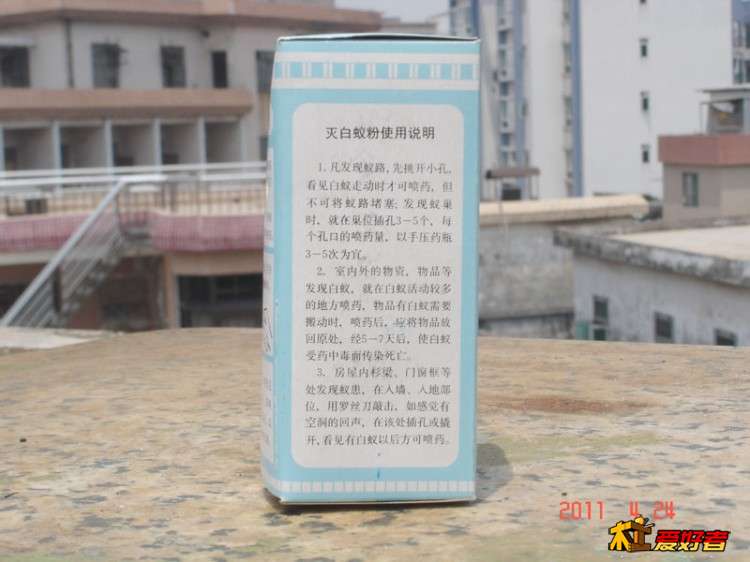 灭白蚁粉使用说明
1.凡发现蚁路,先挑开小孔,
看见白蚁走动时才可喷药,但
不可将蚁路堵塞;发现蚁巢
时,就在巢位插孔3—5个,每
个孔口的喷药量,以手压药瓶
3—5次为宜。
2.室内外的物资,物品等
发现白蚁,就在白蚁活动较多
的地方喷药,物品有白蚁需要
搬动时,喷药后,应将物品放
回原处,经5—7天后,使白蚁
受药中毒而传染死亡。
3.房屋内杉梁、门窗框等
处发现蚁患,在入墙、入地部
位,用罗丝刀敲击,如感觉有
空洞的回声,在该处插孔或撬
开,看见有白蚁以后方可喷药。
2011 4 24
爱好者